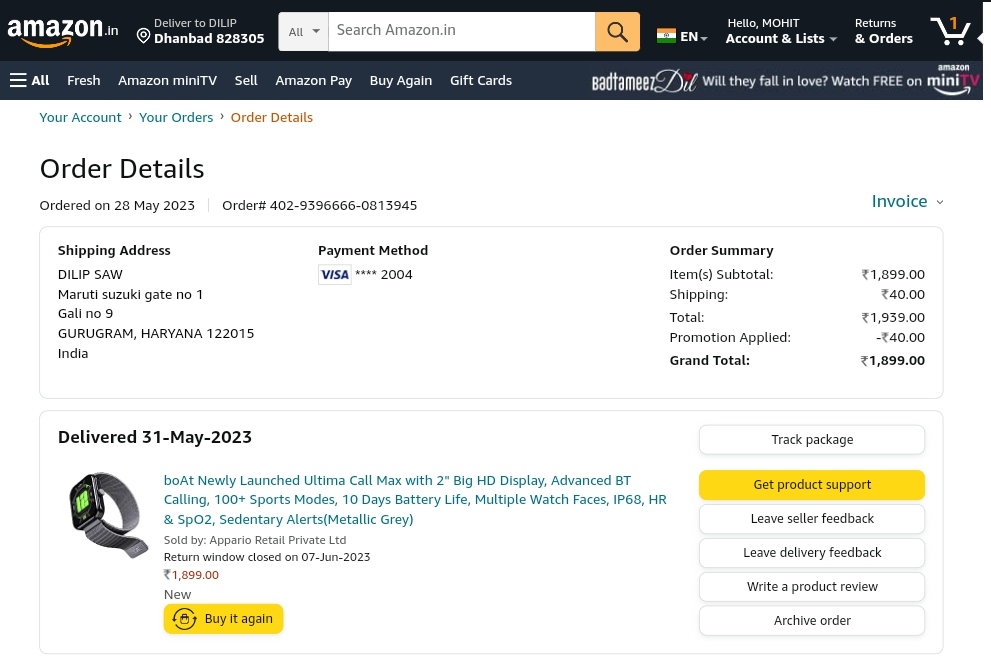 amazon.in
Deliver to DILIP
Dhanbad 828305
All
Search Amazon.in
EN
Hello, MOHIT
Account & Lists
Returns
& Orders
1
All
Fresh
Amazon miniTV
Sell
Amazon Pay
Buy Again
Gift Cards
BADTAMEEZ Dil Will they fall in love? Watch FREE on amazon miniTV
Your Account › Your Orders › Order Details
Order Details
Ordered on 28 May 2023
Order# 402-9396666-0813945
Invoice
Shipping Address
DILIP SAW
Maruti suzuki gate no 1
Gali no 9
GURUGRAM, HARYANA 122015
India
Payment Method
VISA **** 2004
Order Summary
Item(s) Subtotal: ₹1,899.00
Shipping: ₹40.00
Total: ₹1,939.00
Promotion Applied: -₹40.00
Grand Total: ₹1,899.00
Delivered 31-May-2023
boAt Newly Launched Ultima Call Max with 2" Big HD Display, Advanced BT
Calling, 100+ Sports Modes, 10 Days Battery Life, Multiple Watch Faces, IP68, HR
& SpO2, Sedentary Alerts(Metallic Grey)
Sold by: Appario Retail Private Ltd
Return window closed on 07-Jun-2023
₹1,899.00
New
Buy it again
Track package
Get product support
Leave seller feedback
Leave delivery feedback
Write a product review
Archive order